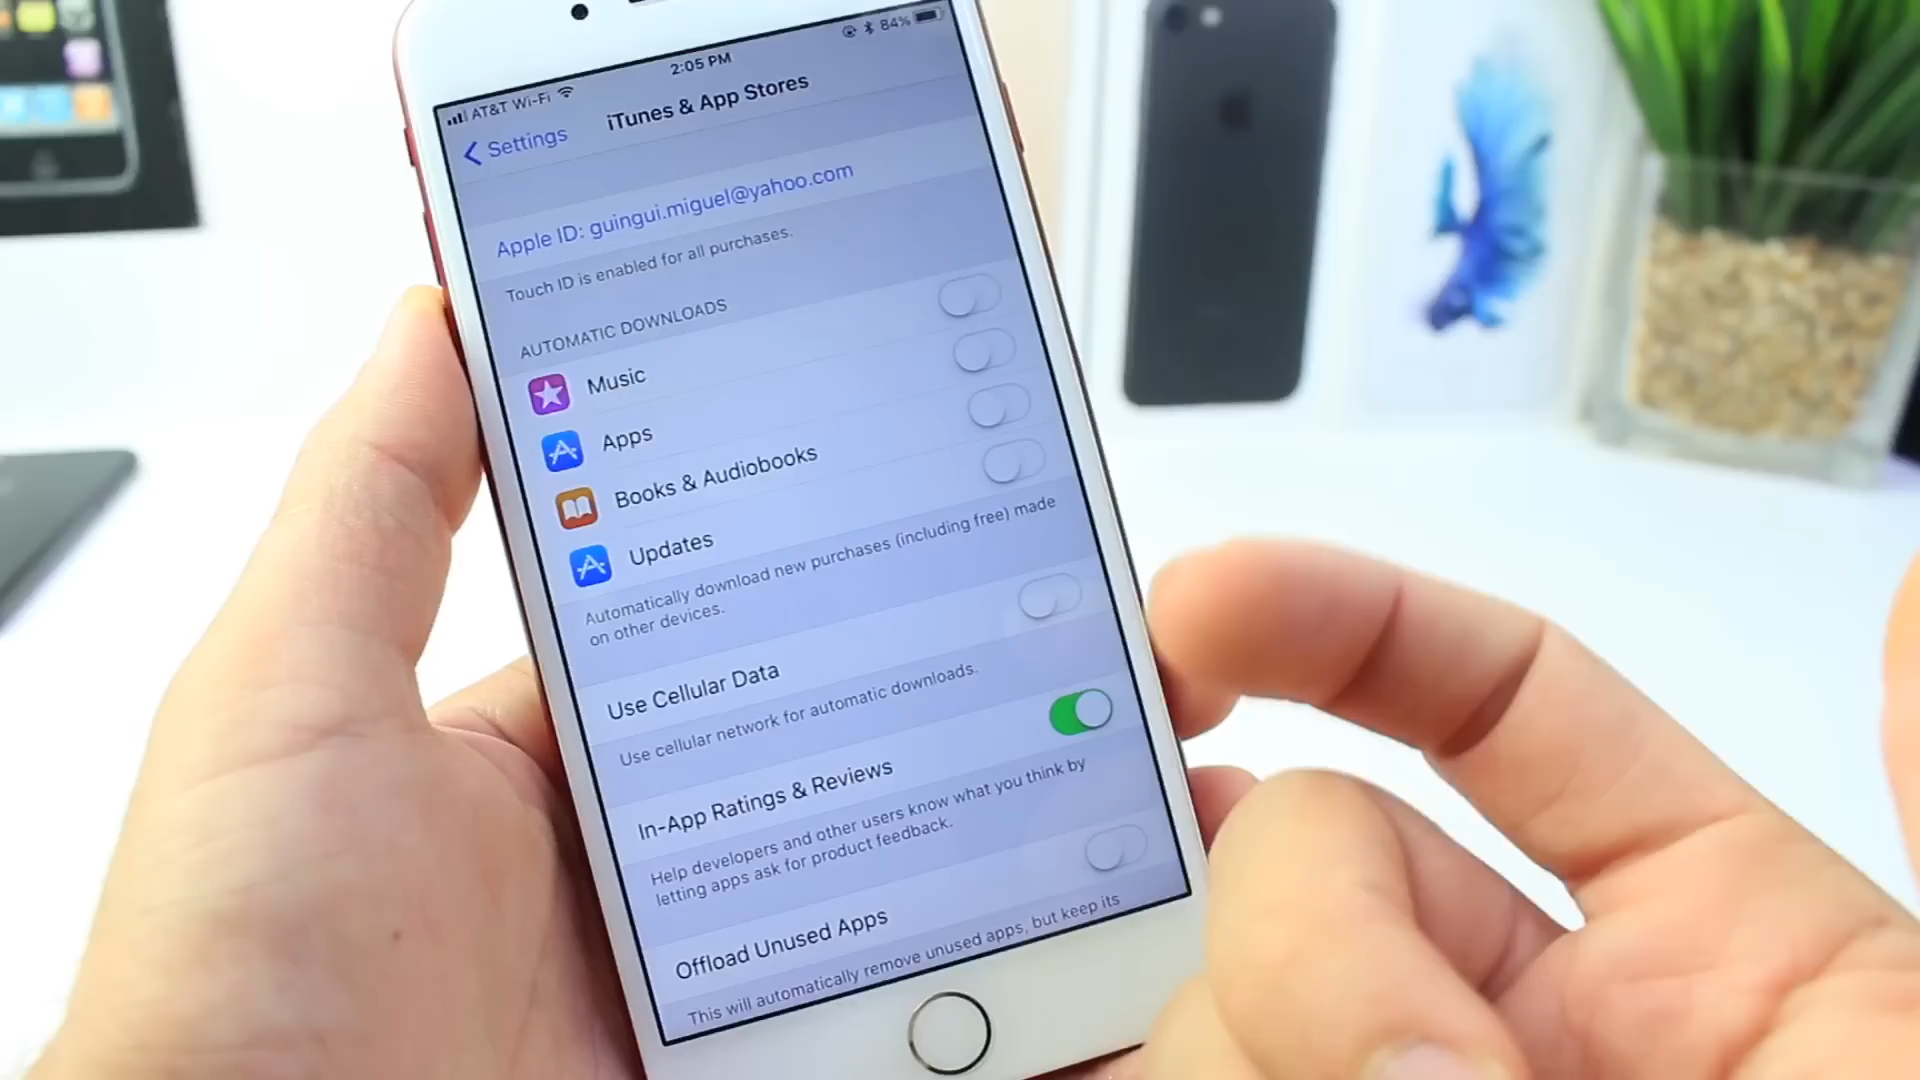 AT&T Wi-Fi
2:05 PM
84%
Settings
iTunes & App Stores
Apple ID: guingui.miguel@yahoo.com
Touch ID is enabled for all purchases.
AUTOMATIC DOWNLOADS
Music
Apps
Books & Audiobooks
Updates
Automatically download new purchases (including free) made
on other devices.
Use Cellular Data
Use cellular network for automatic downloads.
In-App Ratings & Reviews
Help developers and other users know what you think by
letting apps ask for product feedback.
Offload Unused Apps
This will automatically remove unused apps, but keep its